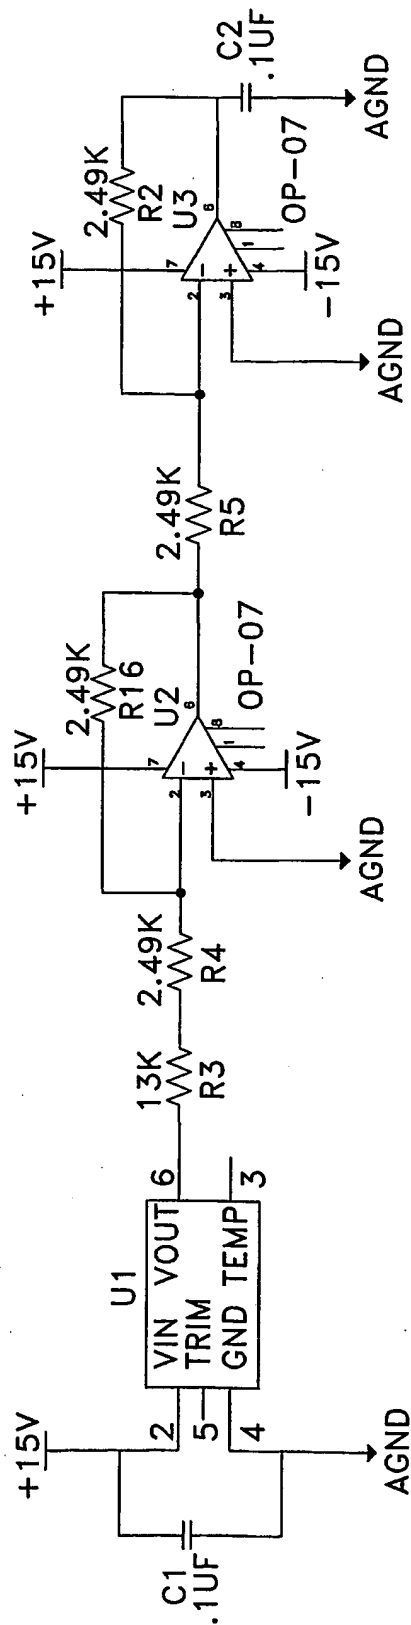 +15V
C1
.1UF
2
5
4
AGND
U1
VIN VOUT
TRIM
GND TEMP
6
3
13K
R3
2.49K
R4
+15V
2.49K
R16
U2
7
2
-
+
3
6
8
1
4
OP-07
-15V
AGND
2.49K
R5
+15V
2.49K
R2
U3
7
2
-
+
3
6
8
1
4
OP-07
-15V
AGND
C2
.1UF
AGND